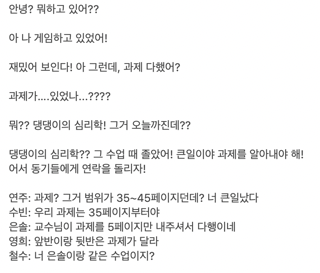 안녕? 뭐하고 있어??
아 나 게임하고 있었어!
재밌어 보인다! 아 그런데, 과제 다했어?
과제가....있었나...????
뭐?? 댕댕이의 심리학! 그거 오늘까진데??
댕댕이의 심리학?? 그 수업 때 졸았어! 큰일이야 과제를 알아내야 해!
어서 동기들에게 연락을 돌리자!
연주: 과제? 그거 범위가 35~45페이지던데? 너 큰일났다
수빈: 우리 과제는 35페이지부터야
은솔: 교수님이 과제를 5페이지만 내주셔서 다행이네
영희: 앞반이랑 뒷반은 과제가 달라
철수: 너 은솔이랑 같은 수업이지?